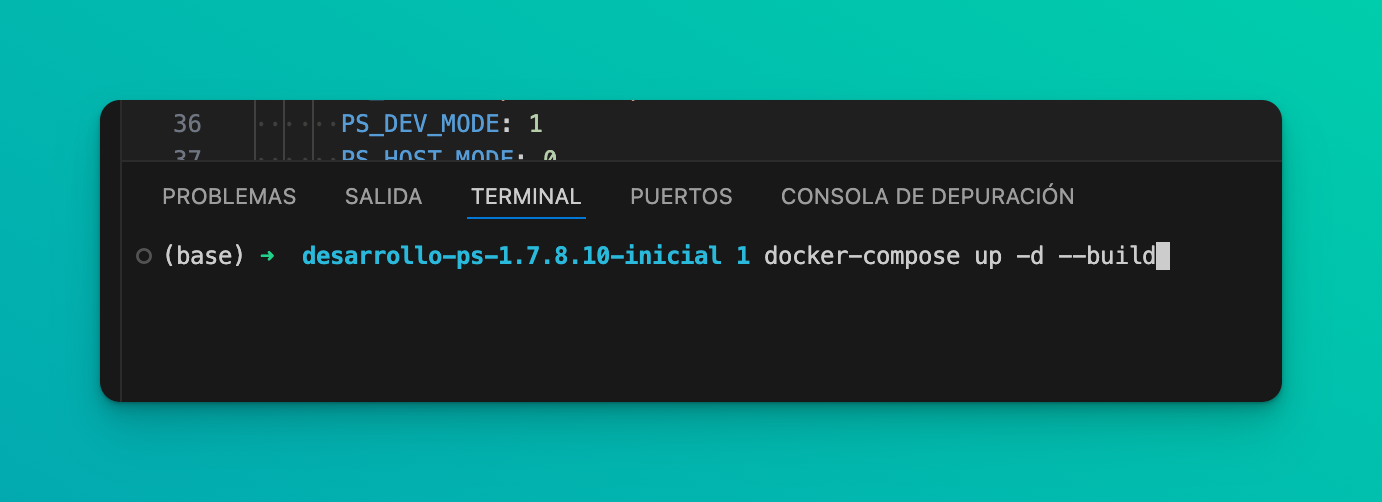 36 PS_DEV_MODE: 1
37 PS_HOST_MODE: 0
PROBLEMAS SALIDA TERMINAL PUERTOS CONSOLA DE DEPURACIÓN
(base) ➜ desarrollo-ps-1.7.8.10-inicial 1 docker-compose up -d --build